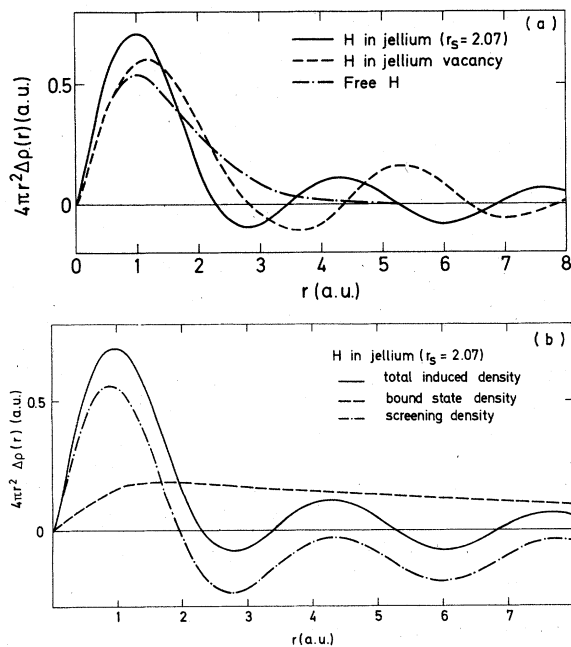 (a)
H in jellium (rs = 2.07)
H in jellium vacancy
Free H
4πr² Δρ(r) (a.u.)
0.5
0
0 1 2 3 4 5 6 7 8
r (a.u.)
(b)
H in jellium (rs = 2.07)
total induced density
bound state density
screening density
4πr² Δρ(r) (a.u.)
0.5
0
1 2 3 4 5 6 7
r(a.u.)